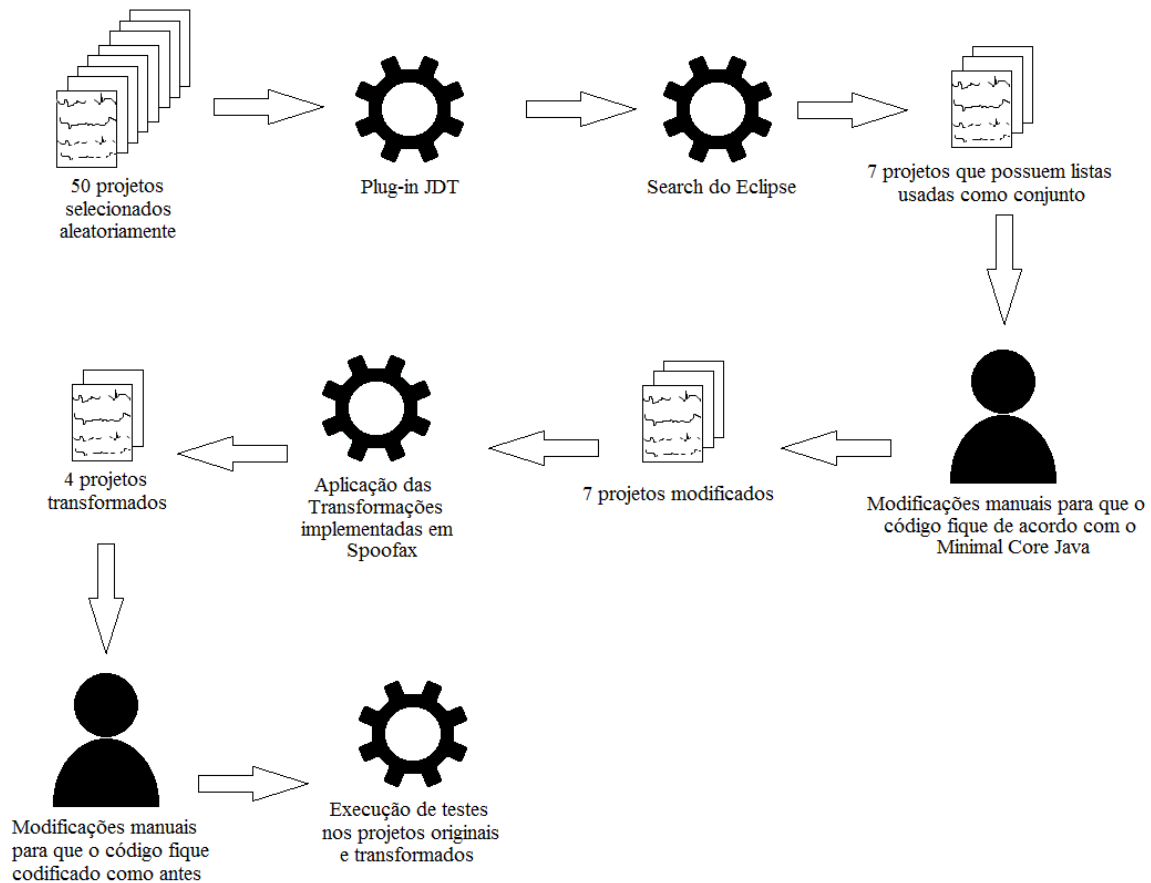 50 projetos
selecionados
aleatoriamente
Plug-in JDT
Search do Eclipse
7 projetos que possuem listas
usadas como conjunto
Modificações manuais para que o
código fique de acordo com o
Minimal Core Java
7 projetos modificados
Aplicação das
Transformações
implementadas em
Spoofax
4 projetos
transformados
Modificações manuais
para que o código fique
codificado como antes
Execução de testes
nos projetos originais
e transformados